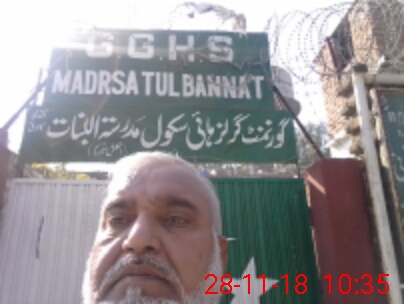 G G H S
MADRSA TUL BANNAT
گورنمنٹ گرلز ہائی سکول مدرسۃ البنات
28-11-18 10:35